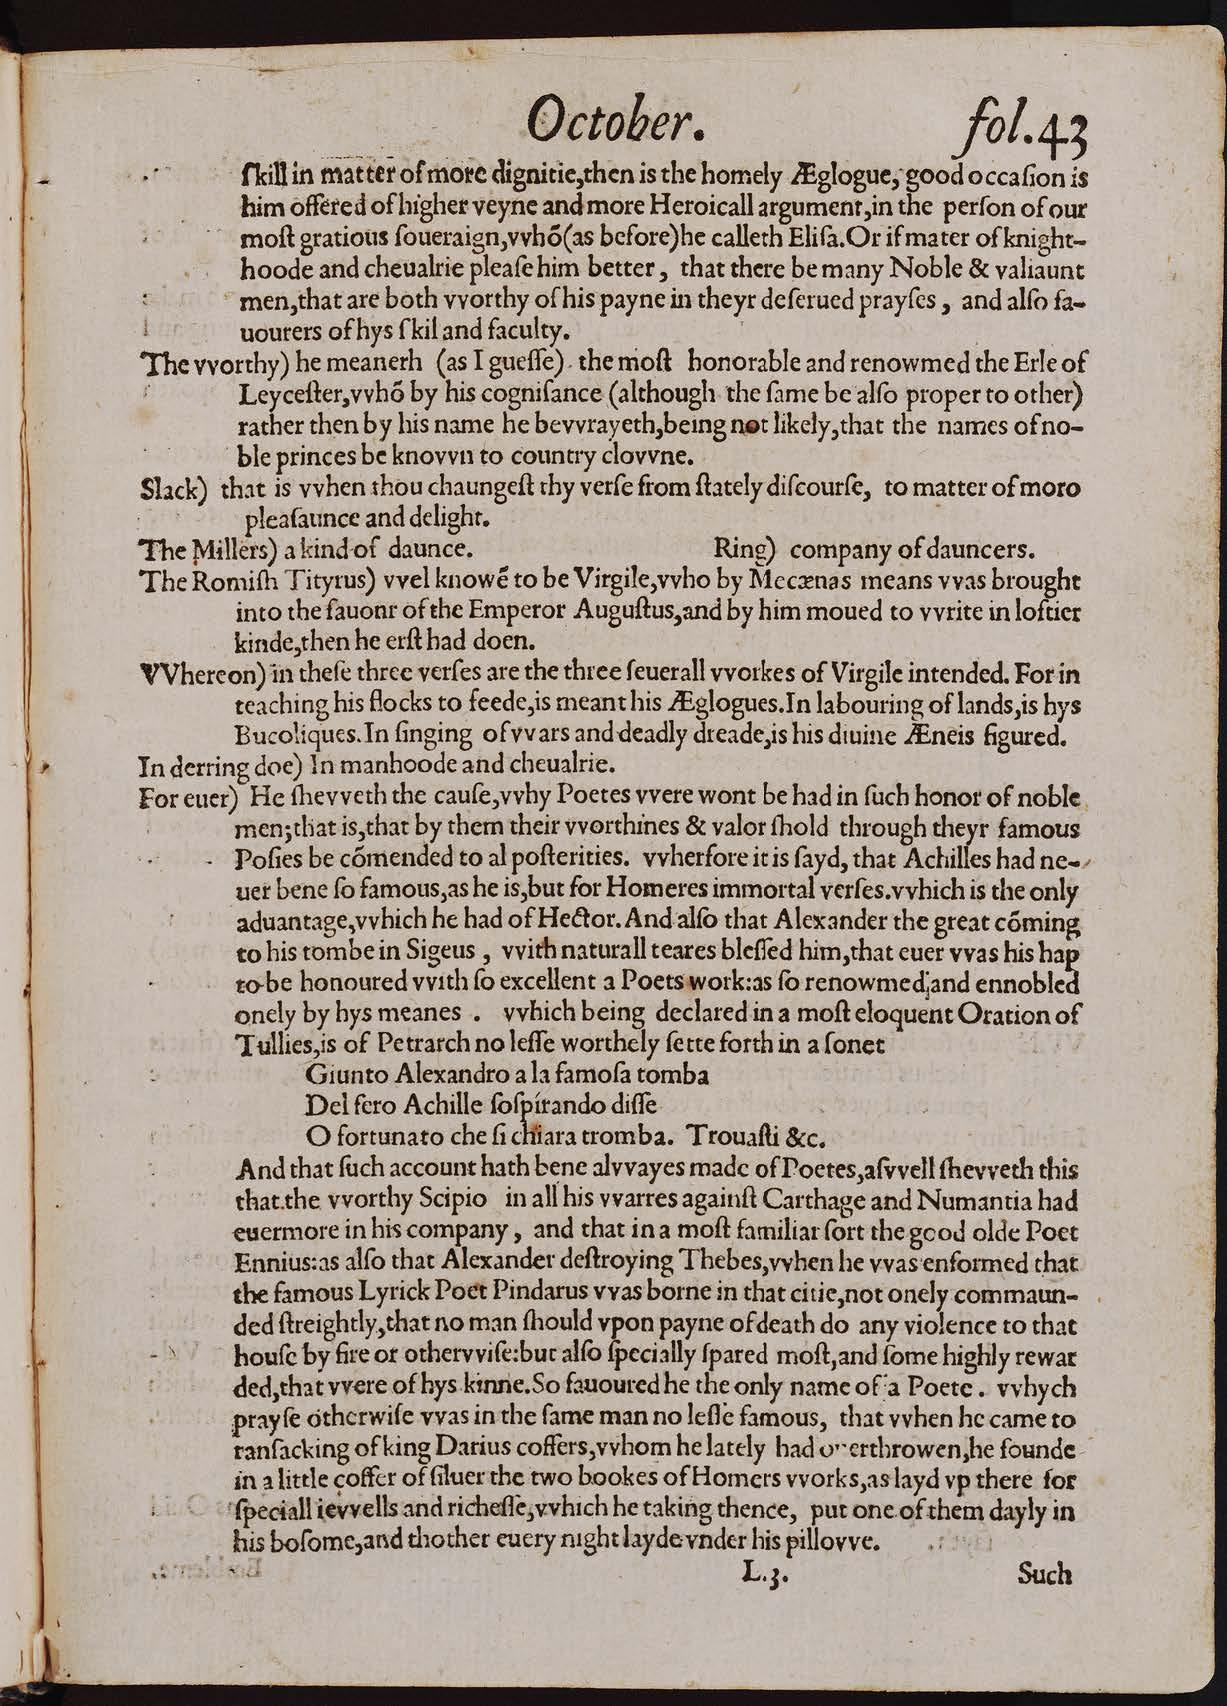 October. fol.43
ſkill in matter of more dignitie,then is the homely Æglogue, good occaſion is
him offered of higher veyne and more Heroicall argument,in the perſon of our
moſt gratious ſoueraign,vvhõ(as before)he calleth Eliſa.Or if mater of knight-
hoode and cheualrie pleaſe him better, that there be many Noble & valiaunt
men,that are both vvorthy of his payne in theyr deſerued prayſes, and alſo fa-
uourers of hys ſkil and faculty.
The vvorthy) he meaneth (as I gueſſe) the moſt honorable and renowmed the Erle of
Leyceſter,vvhõ by his cogniſance (although the ſame be alſo proper to other)
rather then by his name he bevvrayeth,being not likely,that the names of no-
ble princes be knovvn to country clovvne.
Slack) that is vvhen thou chaungeſt thy verſe from ſtately diſcourſe, to matter of more
pleaſaunce and delight.
The Millers) a kind of daunce. Ring) company of dauncers.
The Romiſh Tityrus) vvel knowẽ to be Virgile,vvho by Mecænas means vvas brought
into the fauonr of the Emperor Auguſtus,and by him moued to vvrite in loftier
kinde,then he erſt had doen.
VVhereon) in theſe three verſes are the three ſeuerall vvorkes of Virgile intended. For in
teaching his flocks to feede,is meant his Æglogues.In labouring of lands,is hys
Bucoliques.In ſinging of vvars and deadly dreade,is his diuine Æneis figured.
In derring doe) In manhoode and cheualrie.
For euer) He ſhevveth the cauſe,vvhy Poetes vvere wont be had in ſuch honor of noble
men;that is,that by them their vvorthines & valor ſhold through theyr famous
Poſies be cõmended to al poſterities. vvherfore it is ſayd, that Achilles had ne-
uer bene ſo famous,as he is,but for Homeres immortal verſes.vvhich is the only
aduantage,vvhich he had of Hector.And alſo that Alexander the great cõming
to his tombe in Sigeus, vvith naturall teares bleſſed him,that euer vvas his hap
to be honoured vvith ſo excellent a Poets work:as ſo renowmed;and ennobled
onely by hys meanes. vvhich being declared in a moſt eloquent Oration of
Tullies,is of Petrarch no leſſe worthely ſette forth in a ſonet
Giunto Alexandro a la famoſa tomba
Del fero Achille ſoſpírando diſſe
O fortunato che ſi chiara tromba. Trouaſti &c.
And that ſuch account hath bene alvvayes made of Poetes,aſvvell ſhevveth this
that the vvorthy Scipio in all his vvarres againſt Carthage and Numantia had
euermore in his company, and that in a moſt familiar ſort the good olde Poet
Ennius:as alſo that Alexander deſtroying Thebes,vvhen he vvas enformed that
the famous Lyrick Poet Pindarus vvas borne in that citie,not onely commaun-
ded ſtreightly,that no man ſhould vpon payne of death do any violence to that
houſe by fire or othervviſe:but alſo ſpecially ſpared moſt,and ſome highly rewar
ded,that vvere of hys kinne.So fauoured he the only name of a Poete. vvhych
prayſe otherwiſe vvas in the ſame man no leſſe famous, that vvhen he came to
ranſacking of king Darius coffers,vvhom he lately had ouerthrowen,he founde
in a little coffer of ſiluer the two bookes of Homers vvorks,as layd vp there for
ſpeciall ievvells and richeſſe,vvhich he taking thence, put one of them dayly in
his boſome,and thother euery night layde vnder his pillovve.
L.3. Such